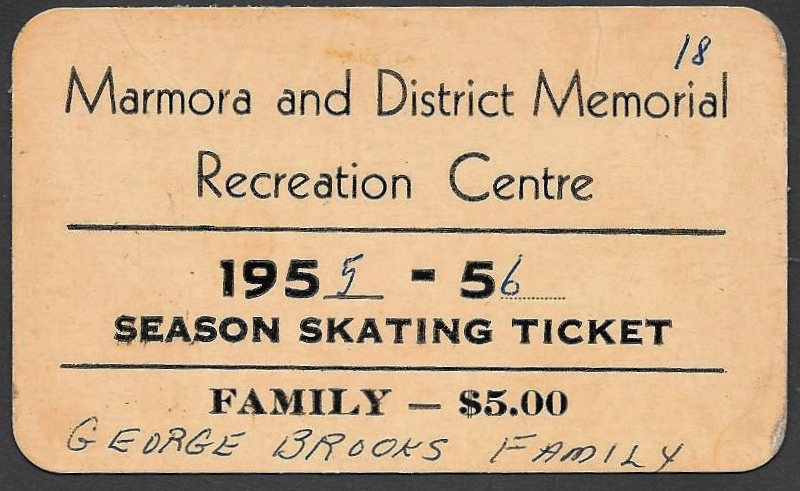 18
Marmora and District Memorial
Recreation Centre
1955 - 56
SEASON SKATING TICKET
FAMILY — $5.00
GEORGE BROOKS FAMILY